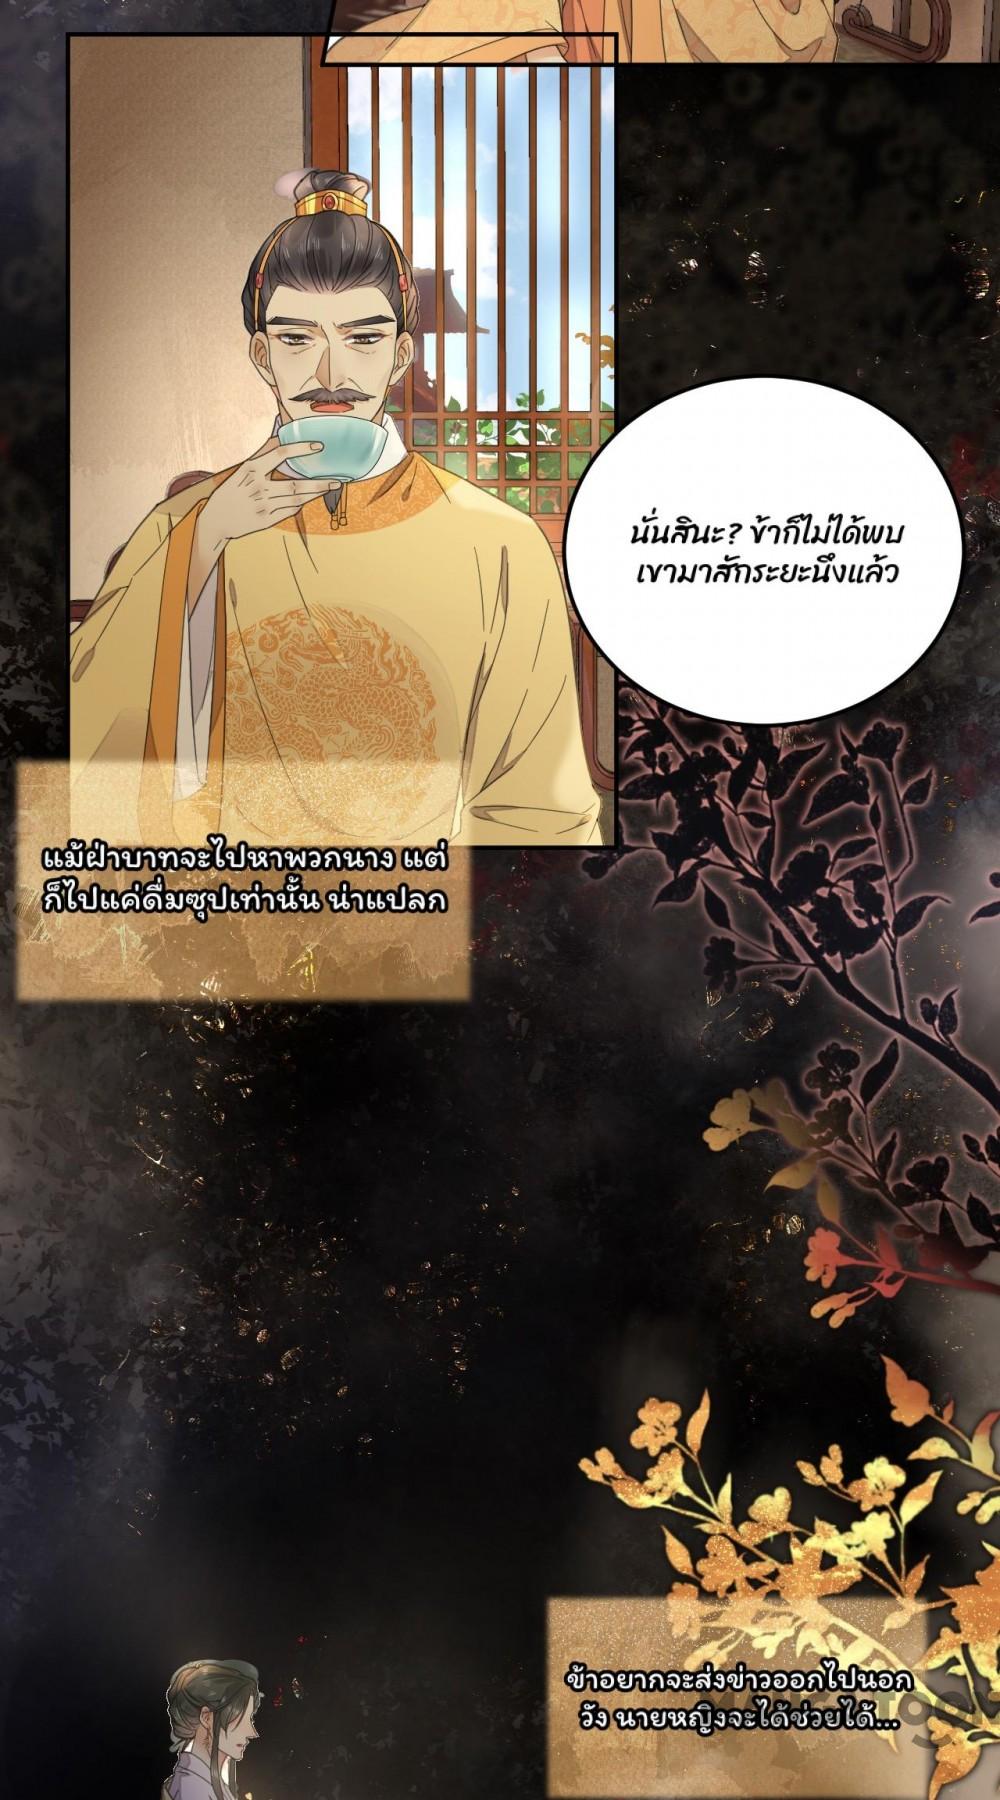 นั่นสินะ? ข้าก็ไม่ได้พบ
เขามาสักระยะนึงแล้ว
แม้ฝ่าบาทจะไปหาพวกนาง แต่
ก็ไปแค่ดื่มซุปเท่านั้น น่าแปลก
ข้าอยากจะส่งข่าวออกไปนอก
วัง นายหญิงจะได้ช่วยได้...